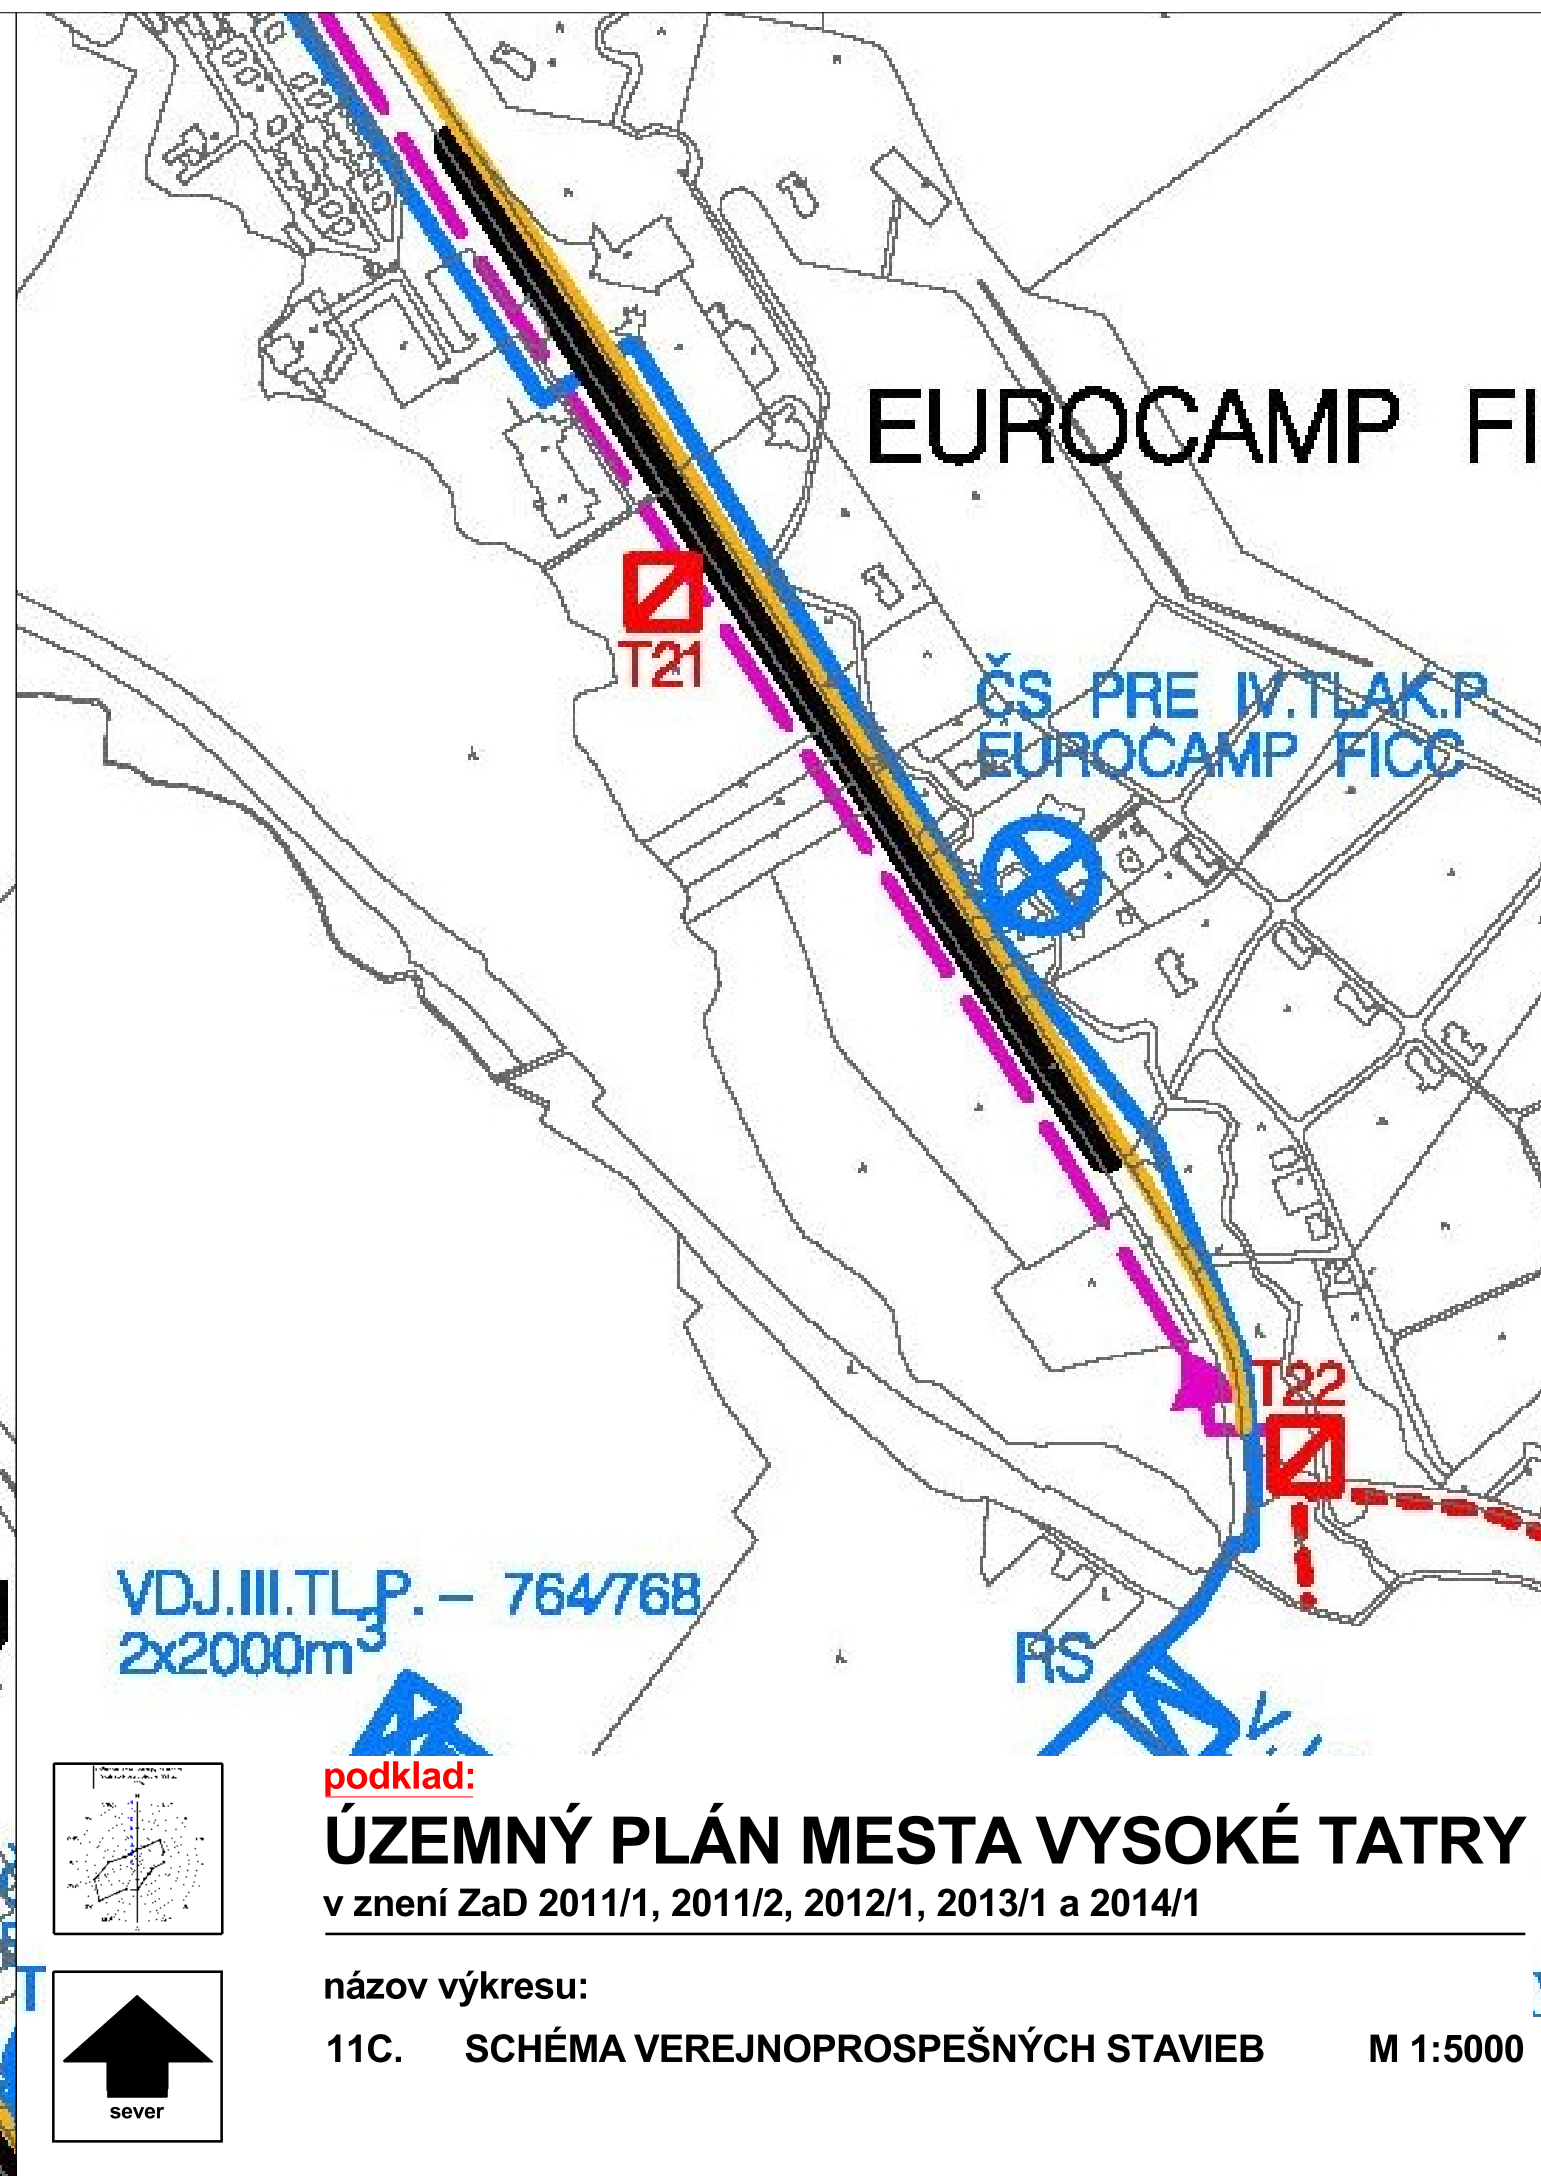 EUROCAMP FI
T21
ČS PRE IV.TLAK.P.
EUROCAMP FICC
T22
VDJ.III.TL.P. – 764/768
2x2000m³
RS
podklad:
ÚZEMNÝ PLÁN MESTA VYSOKÉ TATRY
v znení ZaD 2011/1, 2011/2, 2012/1, 2013/1 a 2014/1
T
názov výkresu:
11C. SCHÉMA VEREJNOPROSPEŠNÝCH STAVIEB M 1:5000
sever